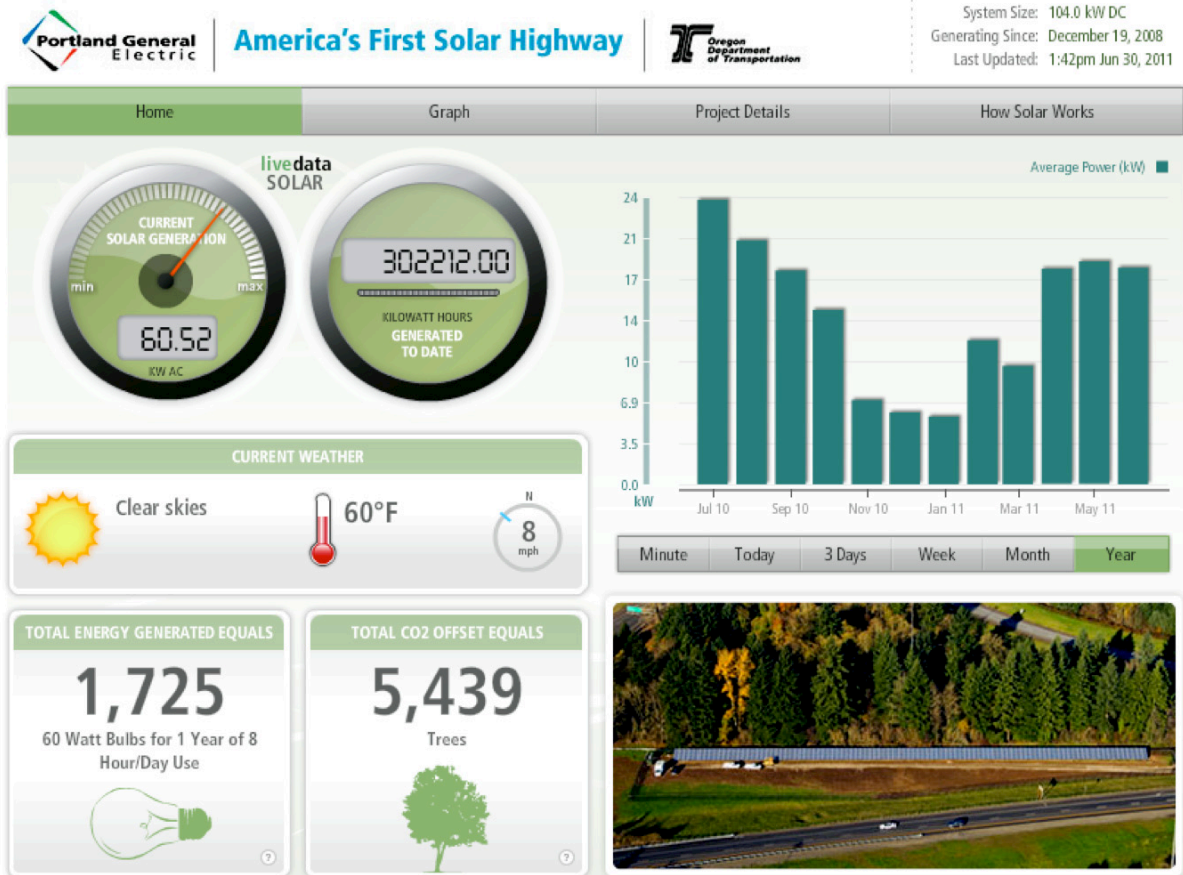 Portland General
Electric
America's First Solar Highway
Oregon
Department
of Transportation
System Size: 104.0 kW DC
Generating Since: December 19, 2008
Last Updated: 1:42pm Jun 30, 2011
Home
Graph
Project Details
How Solar Works
livedata
SOLAR
CURRENT
SOLAR GENERATION
min
max
60.52
KW AC
302212.00
KILOWATT HOURS
GENERATED
TO DATE
Average Power (kW)
24
21
17
14
10
6.9
3.5
0.0
kW
Jul 10
Sep 10
Nov 10
Jan 11
Mar 11
May 11
Minute
Today
3 Days
Week
Month
Year
CURRENT WEATHER
Clear skies
60°F
N
8
mph
TOTAL ENERGY GENERATED EQUALS
1,725
60 Watt Bulbs for 1 Year of 8
Hour/Day Use
?
TOTAL CO2 OFFSET EQUALS
5,439
Trees
?